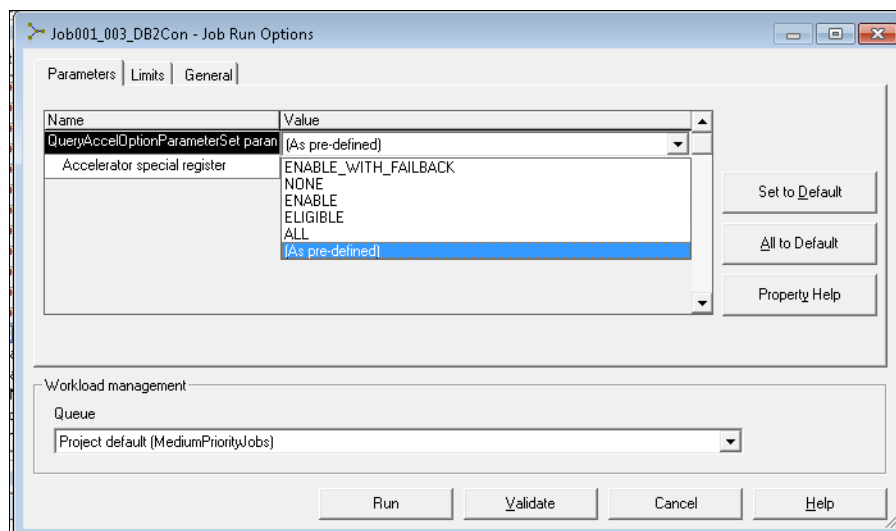 Job001_003_DB2Con - Job Run Options
Parameters Limits General
Name Value
QueryAccelOptionParameterSet param (As pre-defined)
Accelerator special register
ENABLE_WITH_FAILBACK
NONE
ENABLE
ELIGIBLE
ALL
(As pre-defined)
Set to Default
All to Default
Property Help
Workload management
Queue
Project default (MediumPriorityJobs)
Run Validate Cancel Help